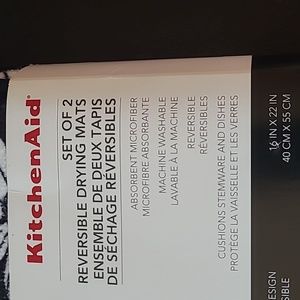 KitchenAid
SET OF 2
REVERSIBLE DRYING MATS
ENSEMBLE DE DEUX TAPIS
DE SÉCHAGE RÉVERSIBLES
ABSORBENT MICROFIBER
MICROFIBRE ABSORBANTE
MACHINE WASHABLE
LAVABLE À LA MACHINE
REVERSIBLE
RÉVERSIBLES
CUSHIONS STEMWARE AND DISHES
PROTÈGE LA VAISSELLE ET LES VERRES
16 IN X 22 IN
40 CM X 55 CM
DESIGN
SIBLE